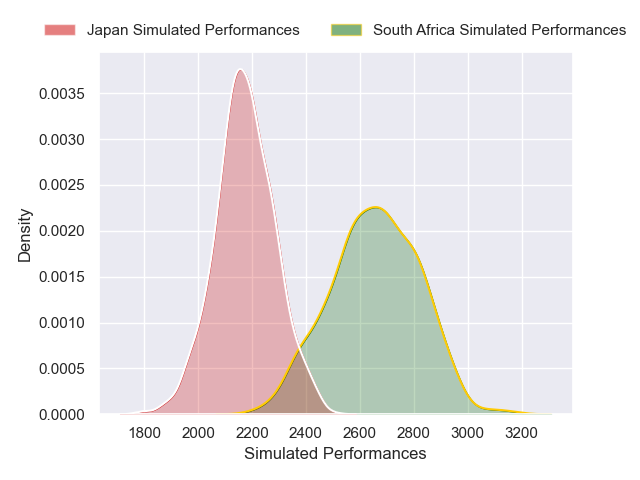 Japan Simulated Performances South Africa Simulated Performances
0.0035
0.0030
0.0025
0.0020
0.0015
0.0010
0.0005
0.0000
Density
1800 2000 2200 2400 2600 2800 3000 3200
Simulated Performances